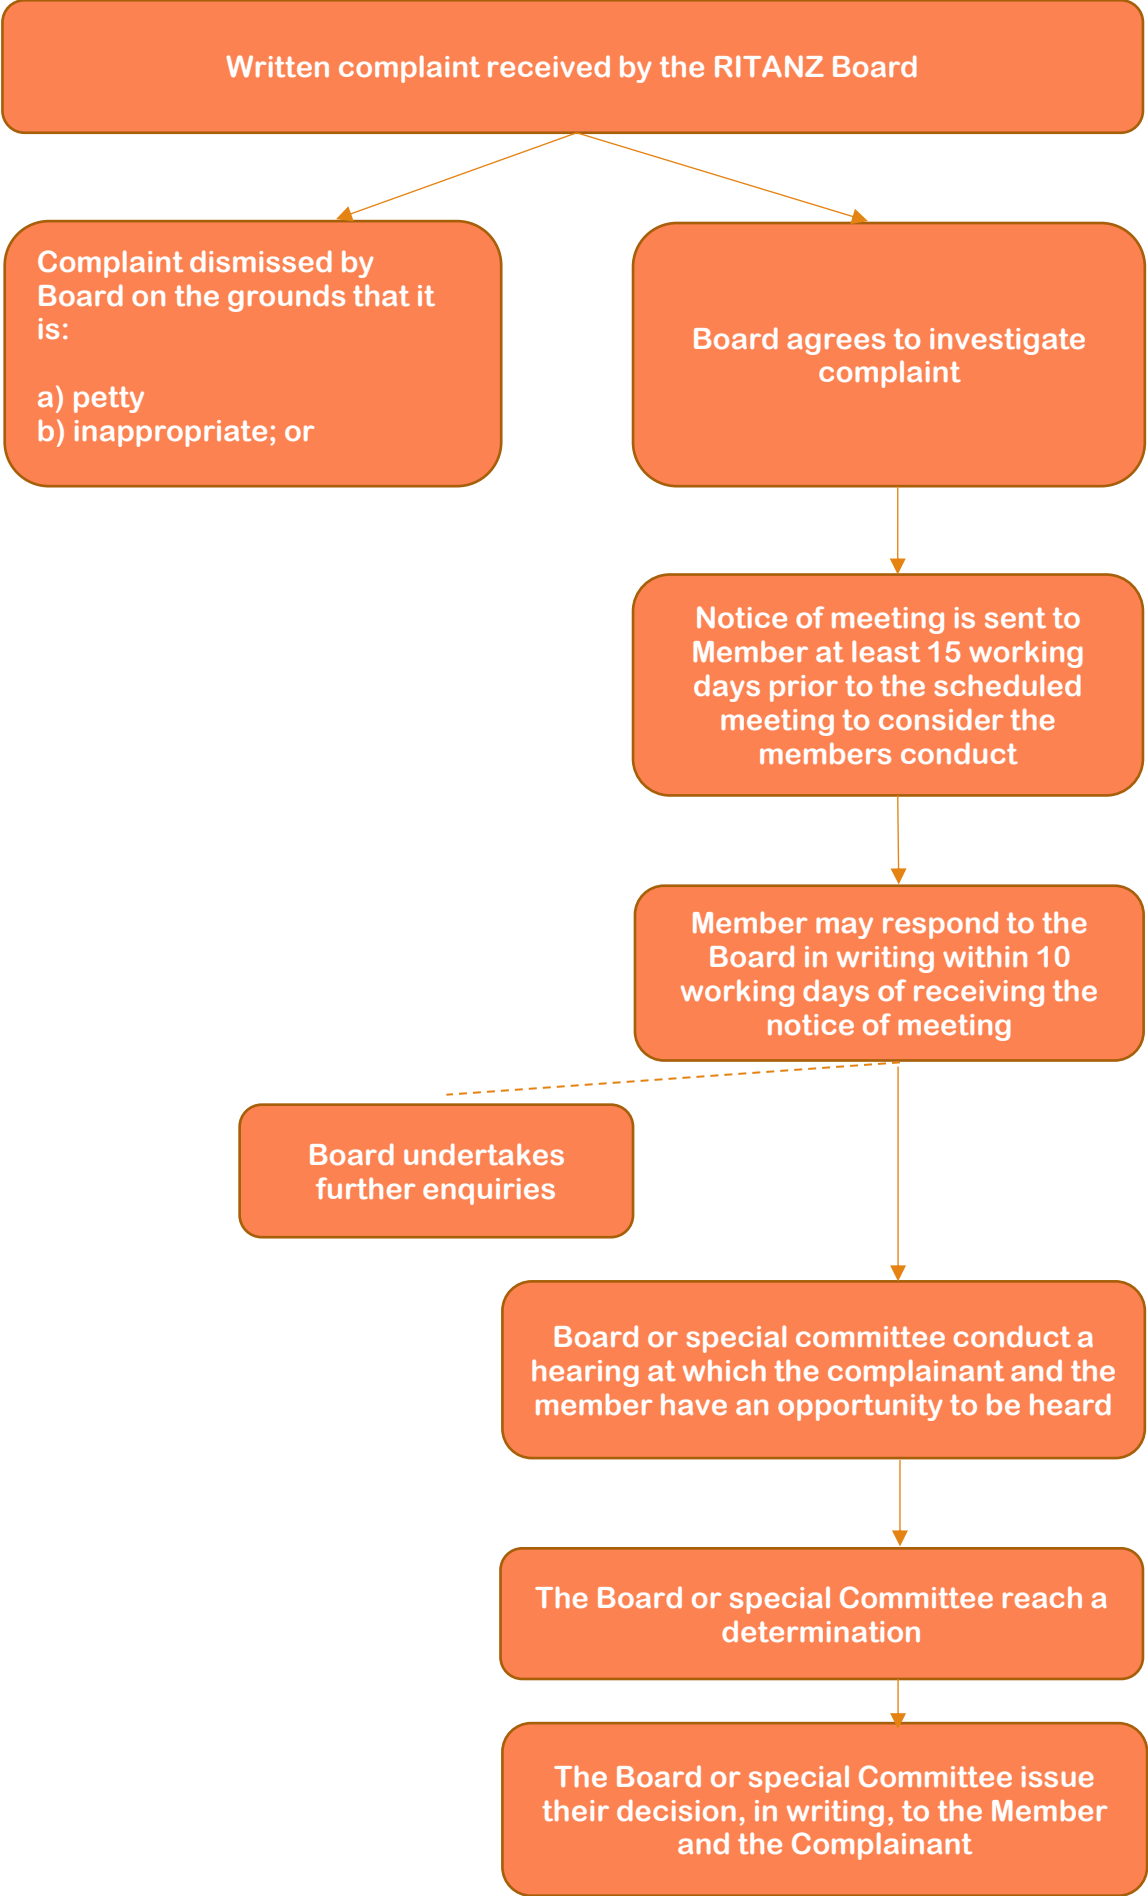 Written complaint received by the RITANZ Board
Complaint dismissed by
Board on the grounds that it
is:
a) petty
b) inappropriate; or
Board agrees to investigate
complaint
Notice of meeting is sent to
Member at least 15 working
days prior to the scheduled
meeting to consider the
members conduct
Member may respond to the
Board in writing within 10
working days of receiving the
notice of meeting
Board undertakes
further enquiries
Board or special committee conduct a
hearing at which the complainant and the
member have an opportunity to be heard
The Board or special Committee reach a
determination
The Board or special Committee issue
their decision, in writing, to the Member
and the Complainant